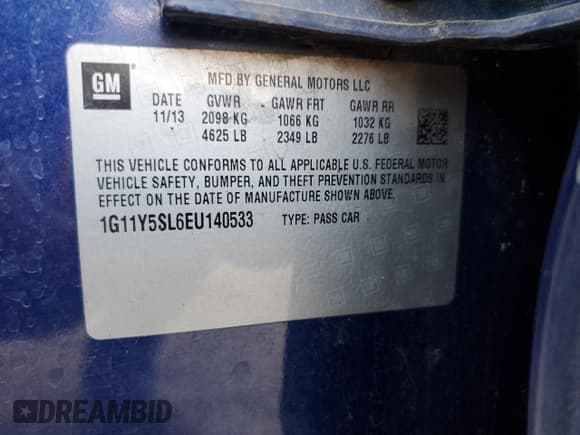 GM
MFD BY GENERAL MOTORS LLC
DATE GVWR GAWR FRT GAWR RR
11/13 2098 KG 1066 KG 1032 KG
4625 LB 2349 LB 2276 LB
THIS VEHICLE CONFORMS TO ALL APPLICABLE U.S. FEDERAL MOTOR
VEHICLE SAFETY, BUMPER, AND THEFT PREVENTION STANDARDS IN
EFFECT ON THE DATE OF MANUFACTURE SHOWN ABOVE.
1G11Y5SL6EU140533 TYPE: PASS CAR
DREAMBID